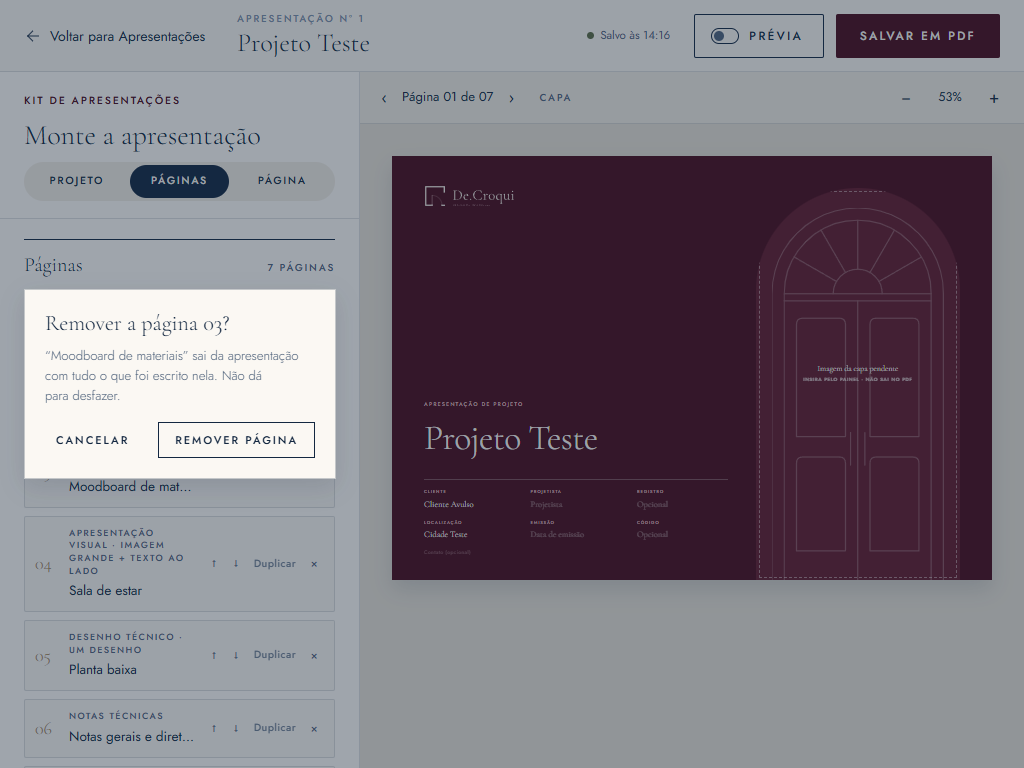 Voltar para Apresentações
APRESENTAÇÃO Nº 1
Projeto Teste
Salvo às 14:16
PRÉVIA
SALVAR EM PDF
KIT DE APRESENTAÇÕES
Monte a apresentação
PROJETO
PÁGINAS
PÁGINA
Páginas
7 PÁGINAS
Remover a página 03?
“Moodboard de materiais” sai da apresentação
com tudo o que foi escrito nela. Não dá
para desfazer.
CANCELAR
REMOVER PÁGINA
Moodboard de mat...
04
APRESENTAÇÃO
VISUAL · IMAGEM
GRANDE + TEXTO AO
LADO
Sala de estar
↑ ↓ Duplicar ×
05
DESENHO TÉCNICO ·
UM DESENHO
Planta baixa
↑ ↓ Duplicar ×
06
NOTAS TÉCNICAS
Notas gerais e diret...
↑ ↓ Duplicar ×
‹ Página 01 de 07 ›
CAPA
− 53% +
De.Croqui
Imagem da capa pendente
INSIRA PELO PAINEL · NÃO SAI NO PDF
APRESENTAÇÃO DE PROJETO
Projeto Teste
CLIENTE
Cliente Avulso
PROJETISTA
Projetista
REGISTRO
Opcional
LOCALIZAÇÃO
Cidade Teste
EMISSÃO
Data de emissão
CÓDIGO
Opcional
Contato (opcional)